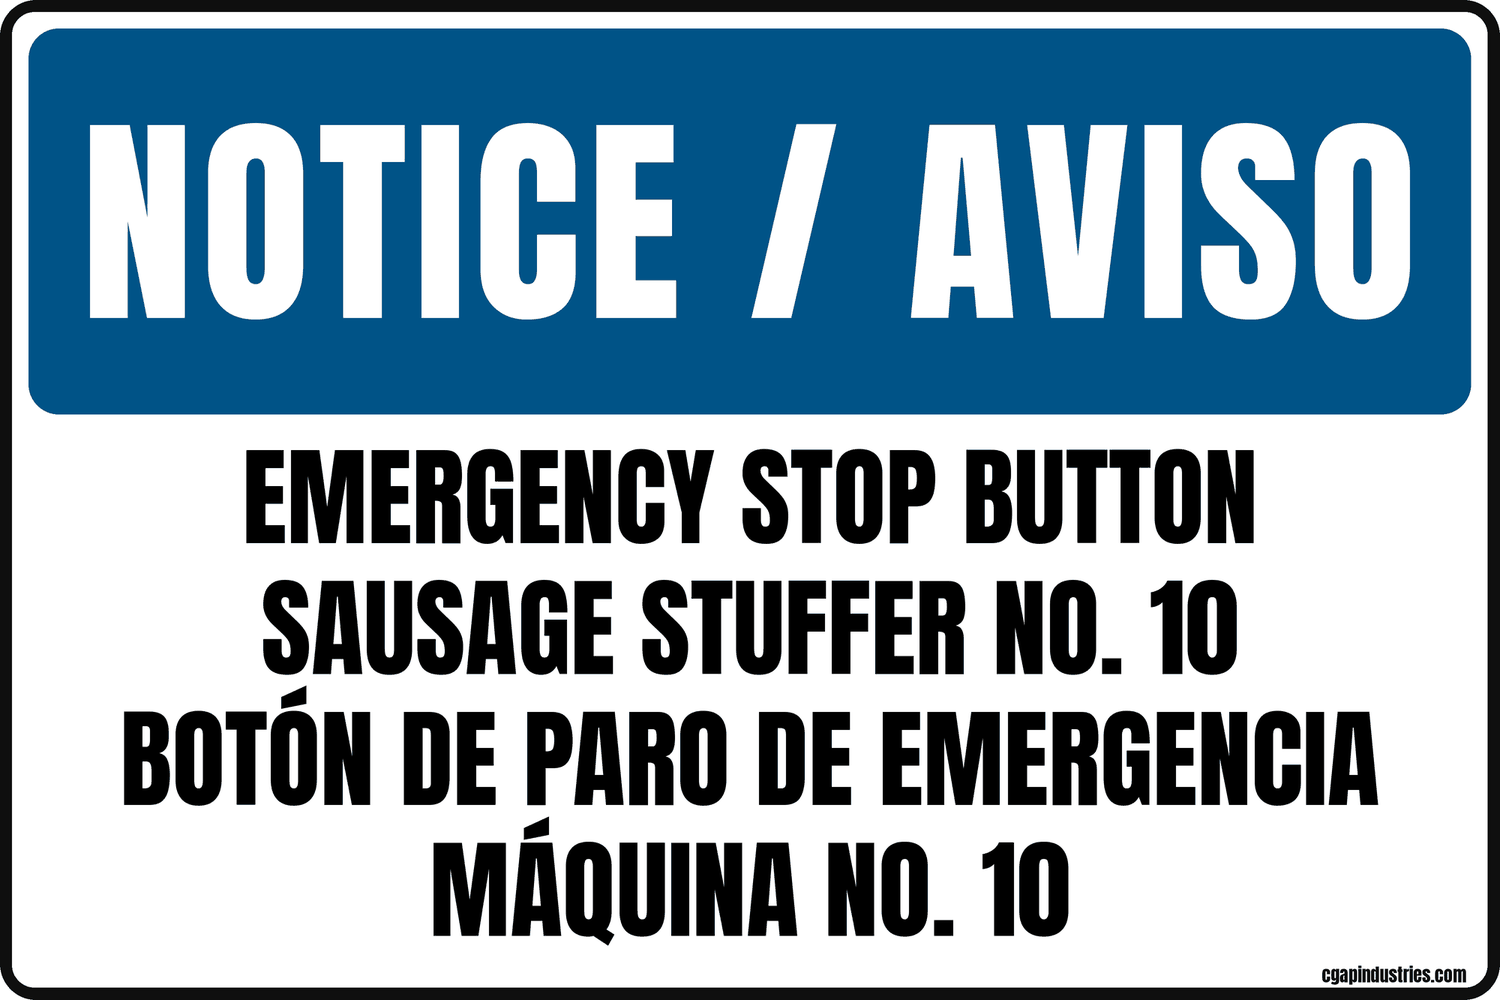 NOTICE / AVISO
EMERGENCY STOP BUTTON
SAUSAGE STUFFER NO. 10
BOTÓN DE PARO DE EMERGENCIA
MÁQUINA NO. 10
cgapindustries.com